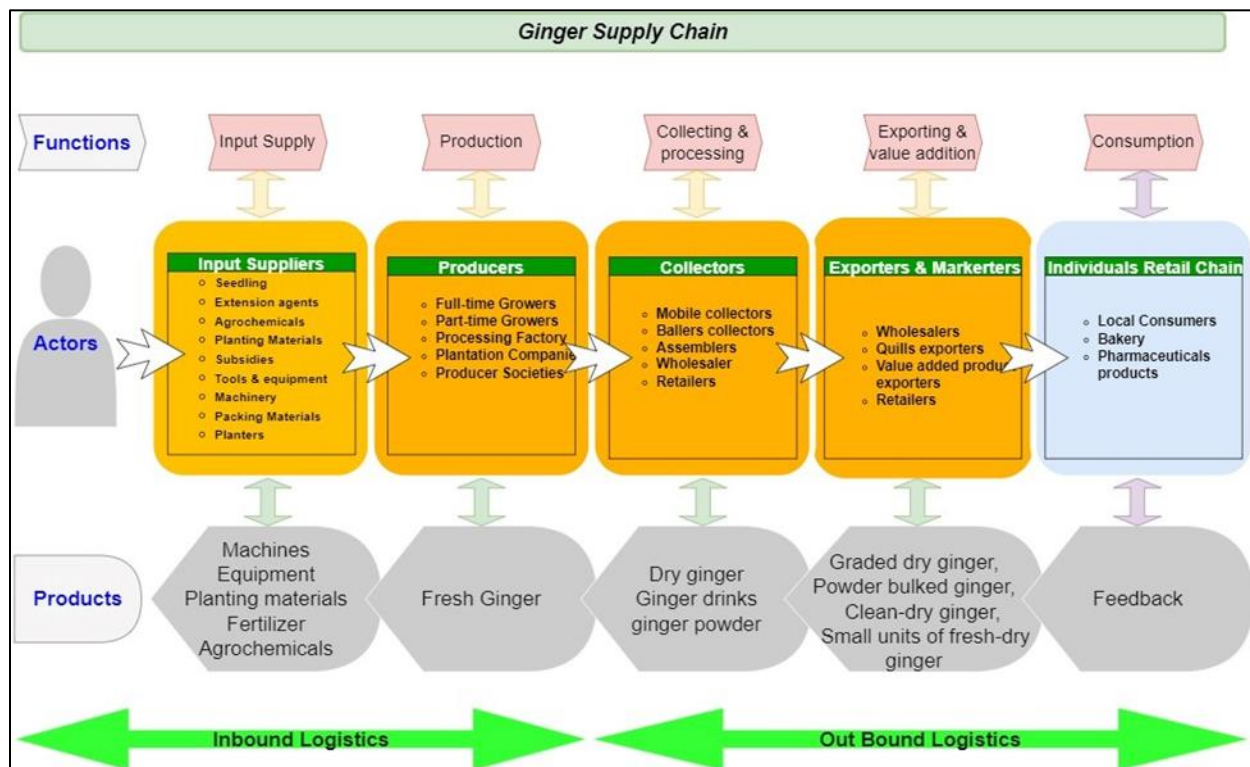 Ginger Supply Chain
Functions
Input Supply
Production
Collecting &
processing
Exporting &
value addition
Consumption
Actors
Input Suppliers
Seedling
Extension agents
Agrochemicals
Planting Materials
Subsidies
Tools & equipment
Machinery
Packing Materials
Planters
Producers
Full-time Growers
Part-time Growers
Processing Factory
Plantation Companie
Producer Societies
Collectors
Mobile collectors
Ballers collectors
Assemblers
Wholesaler
Retailers
Exporters & Markerters
Wholesalers
Quills exporters
Value added produc
exporters
Retailers
Individuals Retail Chain
Local Consumers
Bakery
Pharmaceuticals
products
Products
Machines
Equipment
Planting materials
Fertilizer
Agrochemicals
Fresh Ginger
Dry ginger
Ginger drinks
ginger powder
Graded dry ginger,
Powder bulked ginger,
Clean-dry ginger,
Small units of fresh-dry
ginger
Feedback
Inbound Logistics
Out Bound Logistics